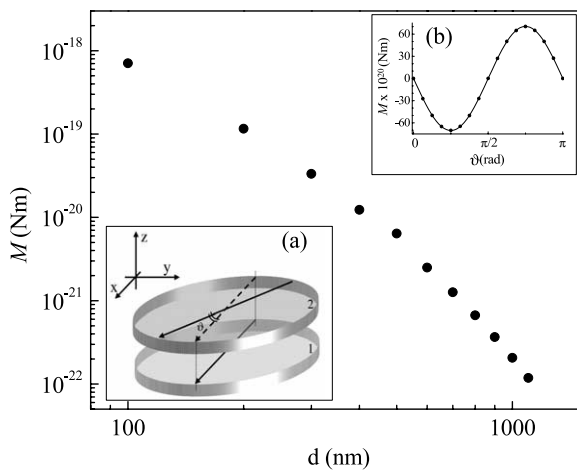 10^-18
10^-19
10^-20
10^-21
10^-22
M (Nm)
100
1000
d (nm)
(b)
M x 10^20 (Nm)
60
30
0
-30
-60
0
π/2
π
ϑ(rad)
(a)
z
y
x
ϑ
2
1